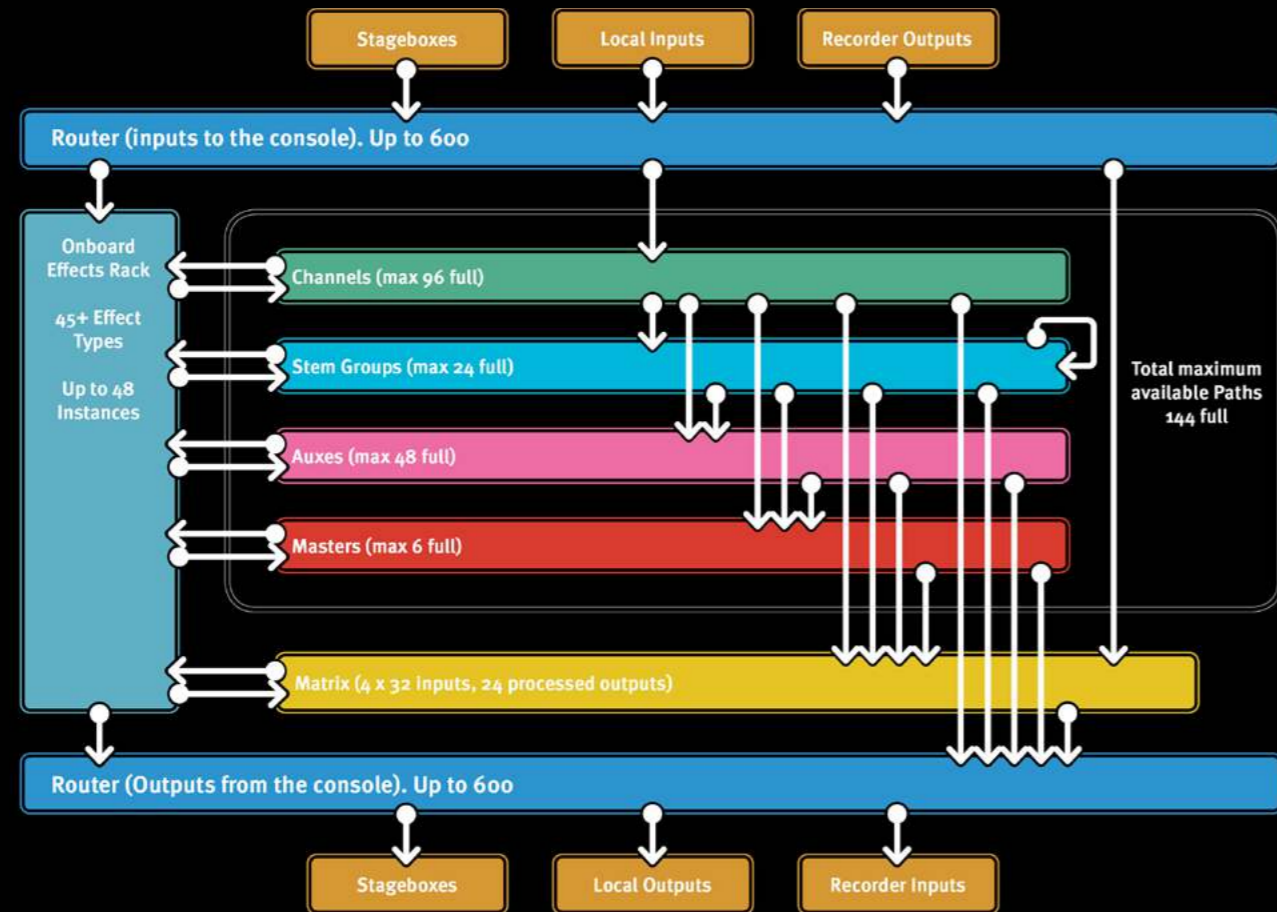 Stageboxes
Local Inputs
Recorder Outputs
Router (inputs to the console). Up to 600
Onboard
Effects Rack
45+ Effect
Types
Up to 48
Instances
Channels (max 96 full)
Stem Groups (max 24 full)
Auxes (max 48 full)
Masters (max 6 full)
Total maximum
available Paths
144 full
Matrix (4 x 32 inputs, 24 processed outputs)
Router (Outputs from the console). Up to 600
Stageboxes
Local Outputs
Recorder Inputs